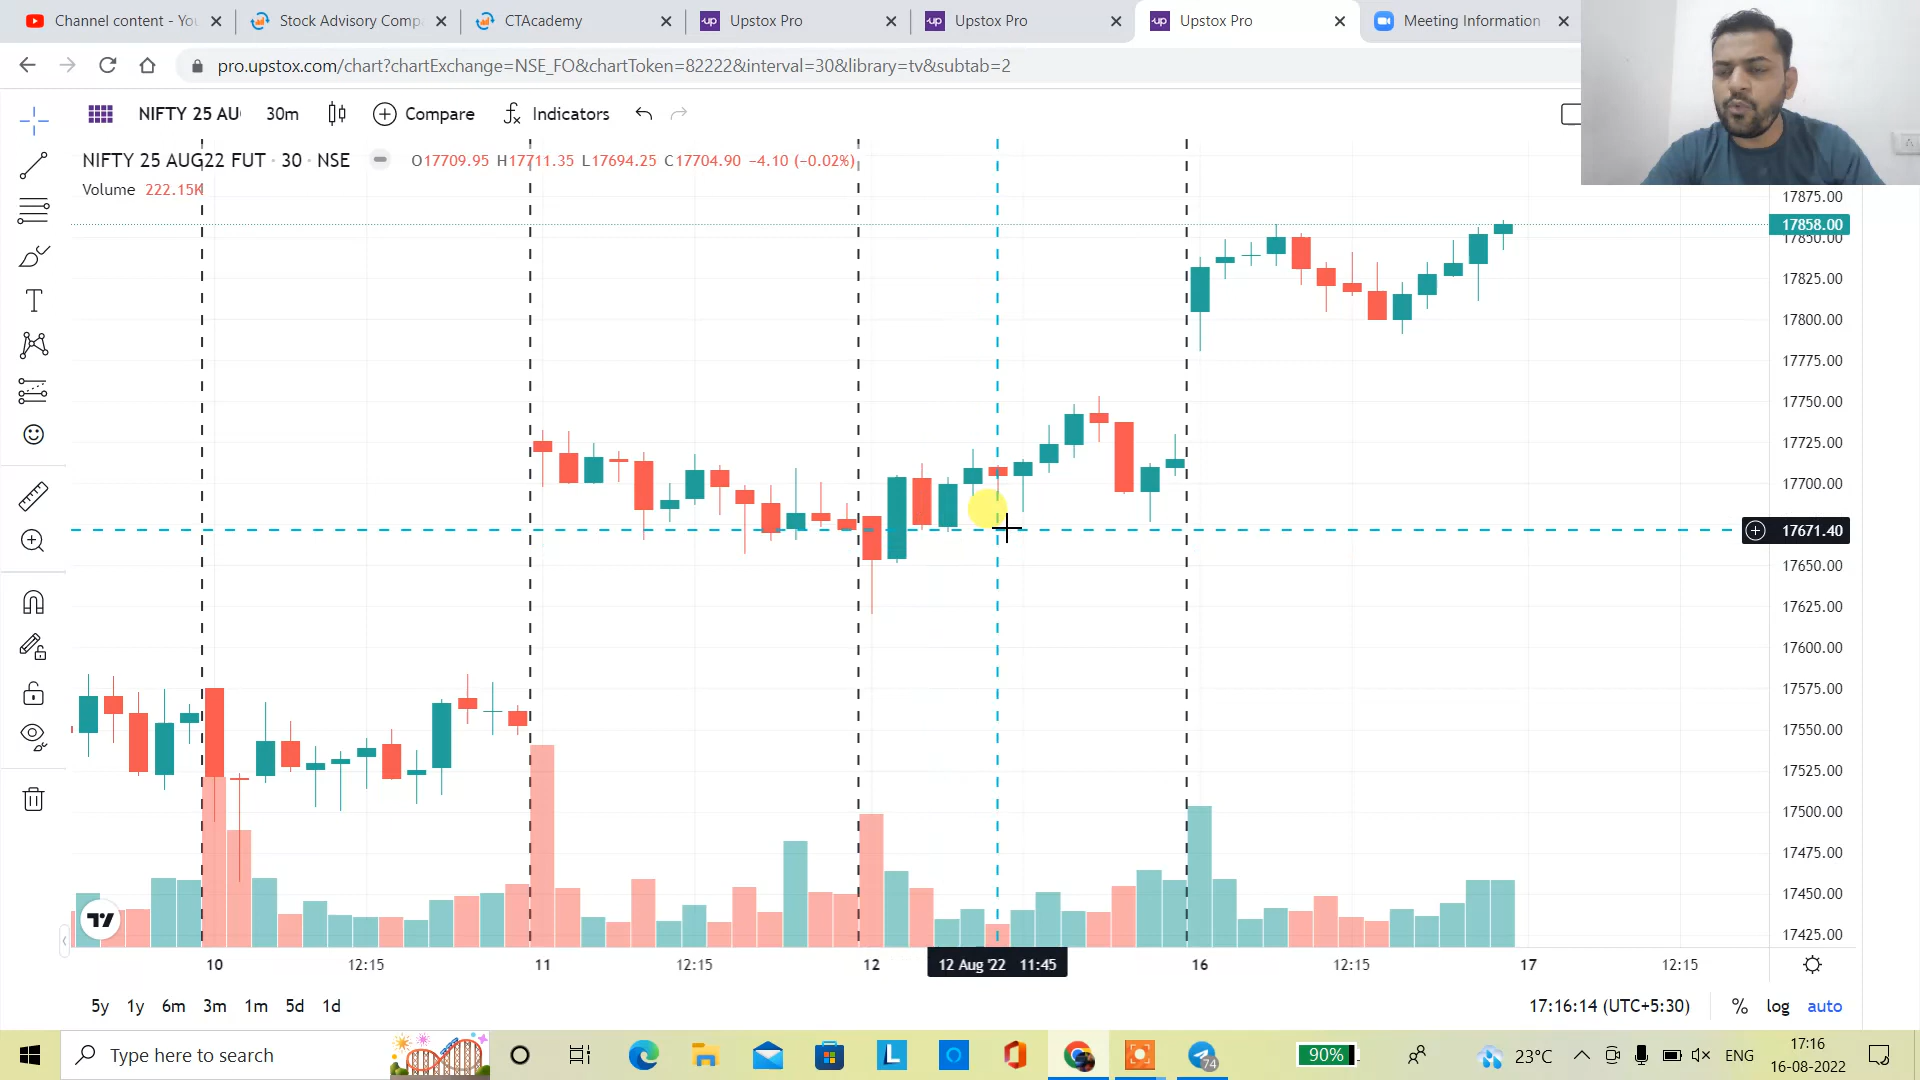 Channel content - You
Stock Advisory Comp
CTAcademy
up Upstox Pro
up Upstox Pro
up Upstox Pro
Meeting Information
pro.upstox.com/chart?chartExchange=NSE_FO&chartToken=82222&interval=30&library=tv&subtab=2
NIFTY 25 AU
30m
Compare
Indicators
NIFTY 25 AUG22 FUT · 30 · NSE
O17709.95 H17711.35 L17694.25 C17704.90 −4.10 (−0.02%)
Volume 222.15K
17875.00
17858.00
17850.00
17825.00
17800.00
17775.00
17750.00
17725.00
17700.00
17671.40
17650.00
17625.00
17600.00
17575.00
17550.00
17525.00
17500.00
17475.00
17450.00
17425.00
10 12:15 11 12:15 12 12 Aug '22 11:45 16 12:15 17 12:15
5y 1y 6m 3m 1m 5d 1d
17:16:14 (UTC+5:30) % log auto
Type here to search
L
74
90%
23°C
ENG
17:16
16-08-2022